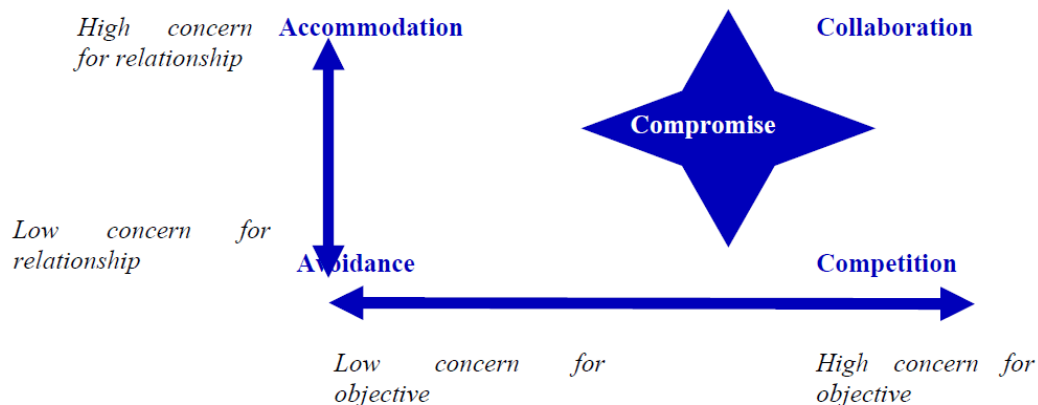 High concern
for relationship
Accommodation
Collaboration
Compromise
Low concern for
relationship
Avoidance
Competition
Low concern for
objective
High concern for
objective